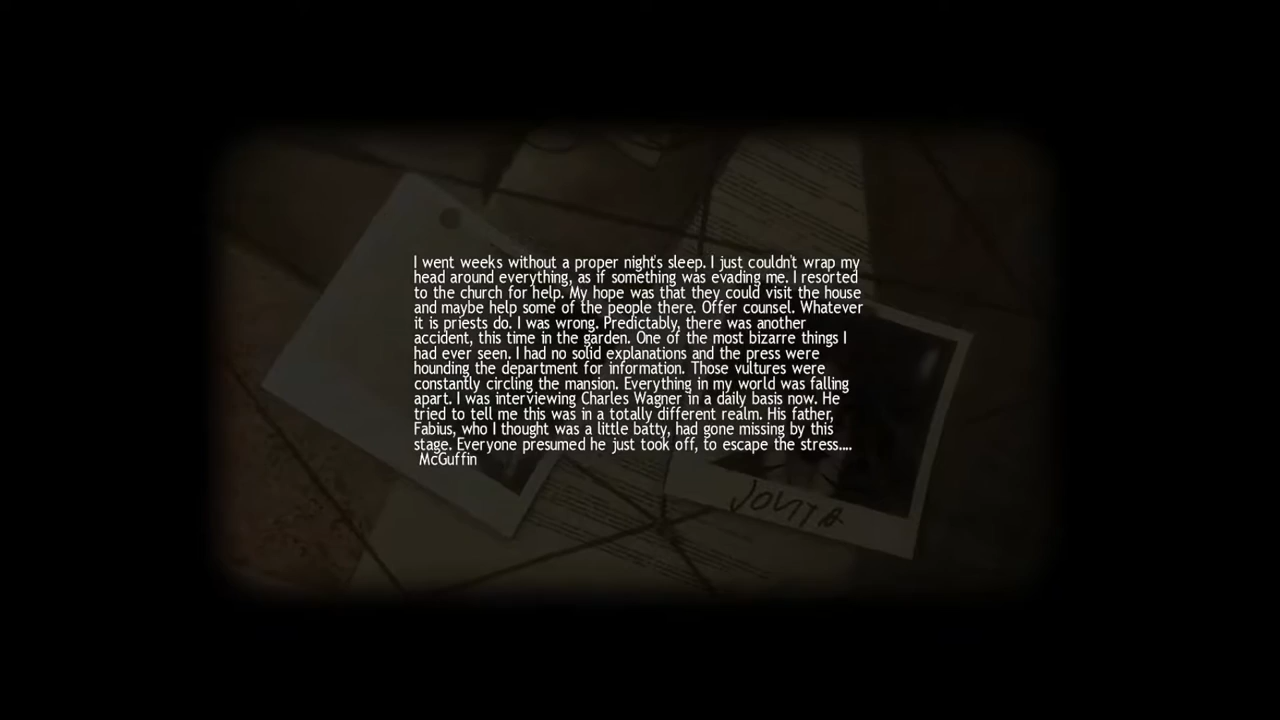 I went weeks without a proper night's sleep. I just couldn't wrap my
head around everything, as if something was evading me. I resorted
to the church for help. My hope was that they could visit the house
and maybe help some of the people there. Offer counsel. Whatever
it is priests do. I was wrong. Predictably, there was another
accident, this time in the garden. One of the most bizarre things I
had ever seen. I had no solid explanations and the press were
hounding the department for information. Those vultures were
constantly circling the mansion. Everything in my world was falling
apart. I was interviewing Charles Wagner in a daily basis now. He
tried to tell me this was in a totally different realm. His father,
Fabius, who I thought was a little batty, had gone missing by this
stage. Everyone presumed he just took off, to escape the stress....
McGuffin
JOVITA